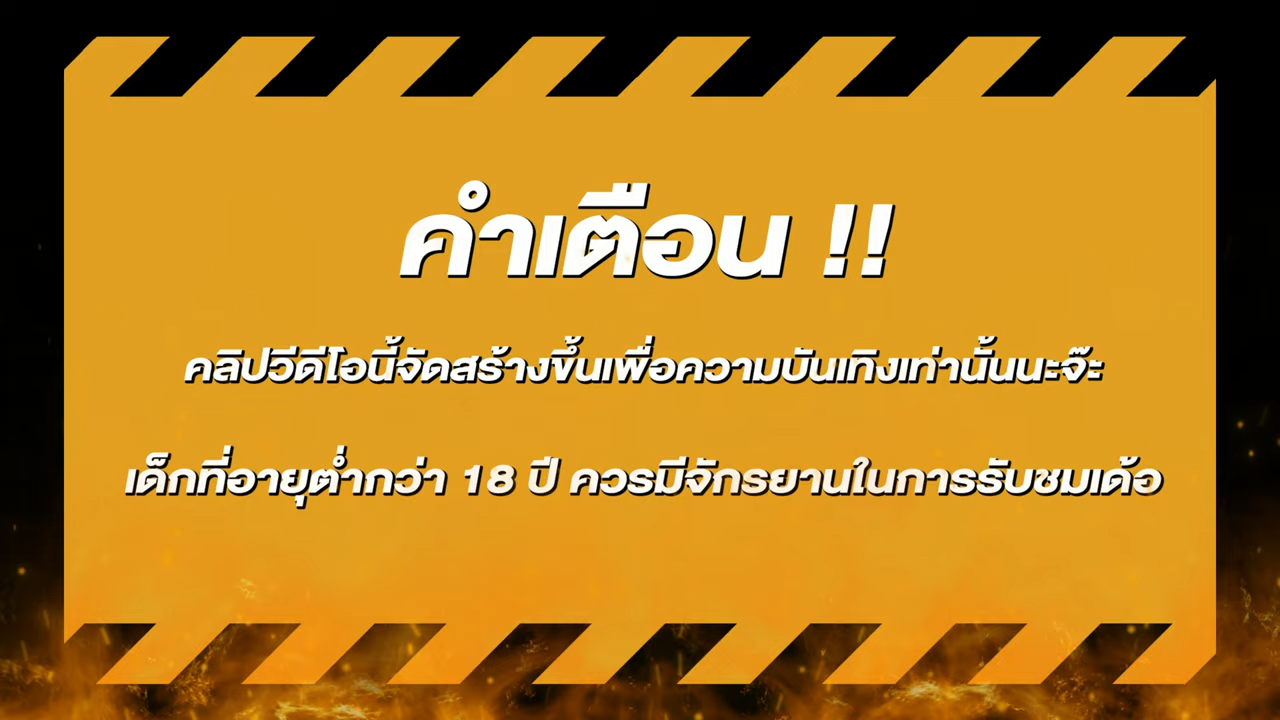 คำเตือน !!
คลิปวีดีโอนี้จัดสร้างขึ้นเพื่อความบันเทิงเท่านั้นนะจ๊ะ
เด็กที่อายุต่ำกว่า 18 ปี ควรมีจักรยานในการรับชมเด้อ